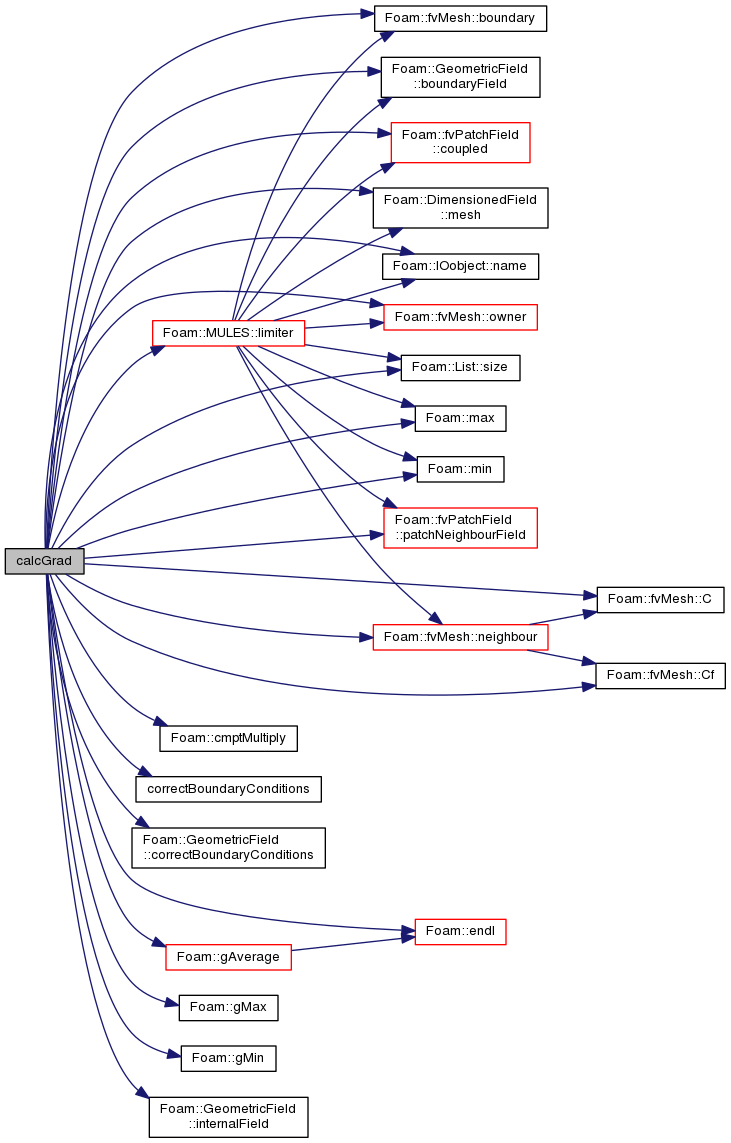 Foam::fvMesh::boundary
Foam::GeometricField
::boundaryField
Foam::fvPatchField
::coupled
Foam::DimensionedField
::mesh
Foam::IOobject::name
Foam::fvMesh::owner
Foam::MULES::limiter
Foam::List::size
Foam::max
Foam::min
Foam::fvPatchField
::patchNeighbourField
calcGrad
Foam::fvMesh::C
Foam::fvMesh::neighbour
Foam::fvMesh::Cf
Foam::cmptMultiply
correctBoundaryConditions
Foam::GeometricField
::correctBoundaryConditions
Foam::endl
Foam::gAverage
Foam::gMax
Foam::gMin
Foam::GeometricField
::internalField